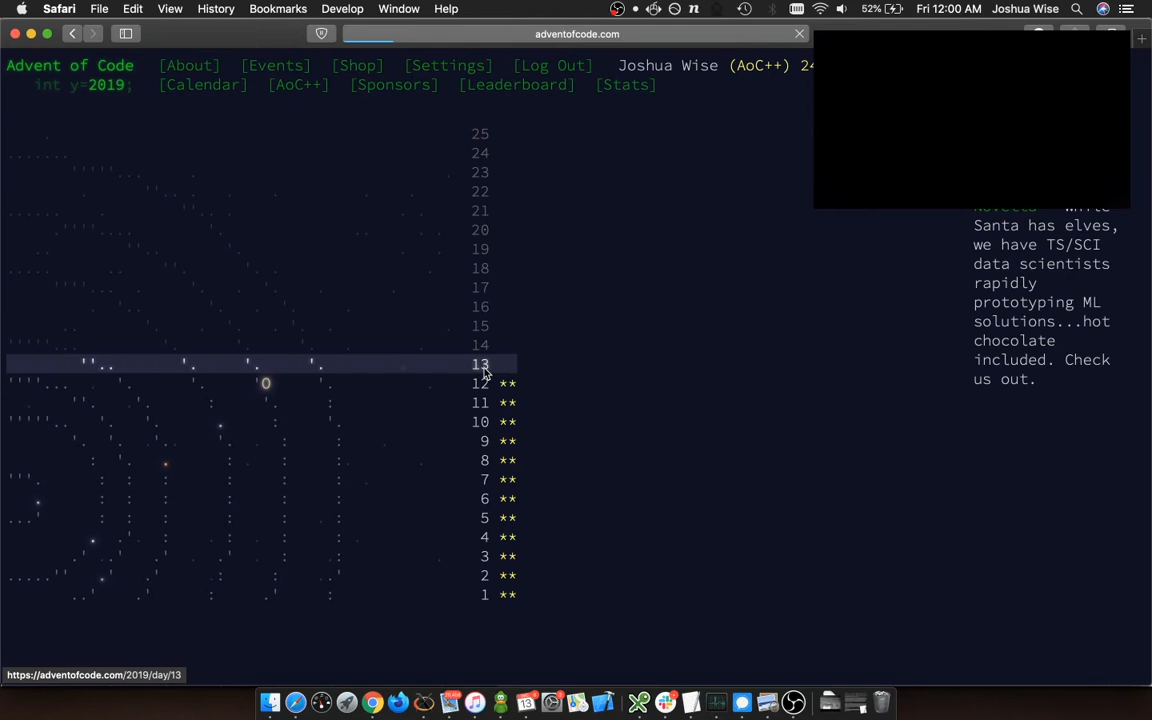 Safari File Edit View History Bookmarks Develop Window Help 52% Fri 12:00 AM Joshua Wise
adventofcode.com
Advent of Code [About] [Events] [Shop] [Settings] [Log Out] Joshua Wise (AoC++) 24
int y=2019; [Calendar] [AoC++] [Sponsors] [Leaderboard] [Stats]
25
24
23
22
21
20
19
18
17
16
15
14
13
12 **
11 **
10 **
9 **
8 **
7 **
6 **
5 **
4 **
3 **
2 **
1 **
Santa has elves,
we have TS/SCI
data scientists
rapidly
prototyping ML
solutions...hot
chocolate
included. Check
us out.
https://adventofcode.com/2019/day/13